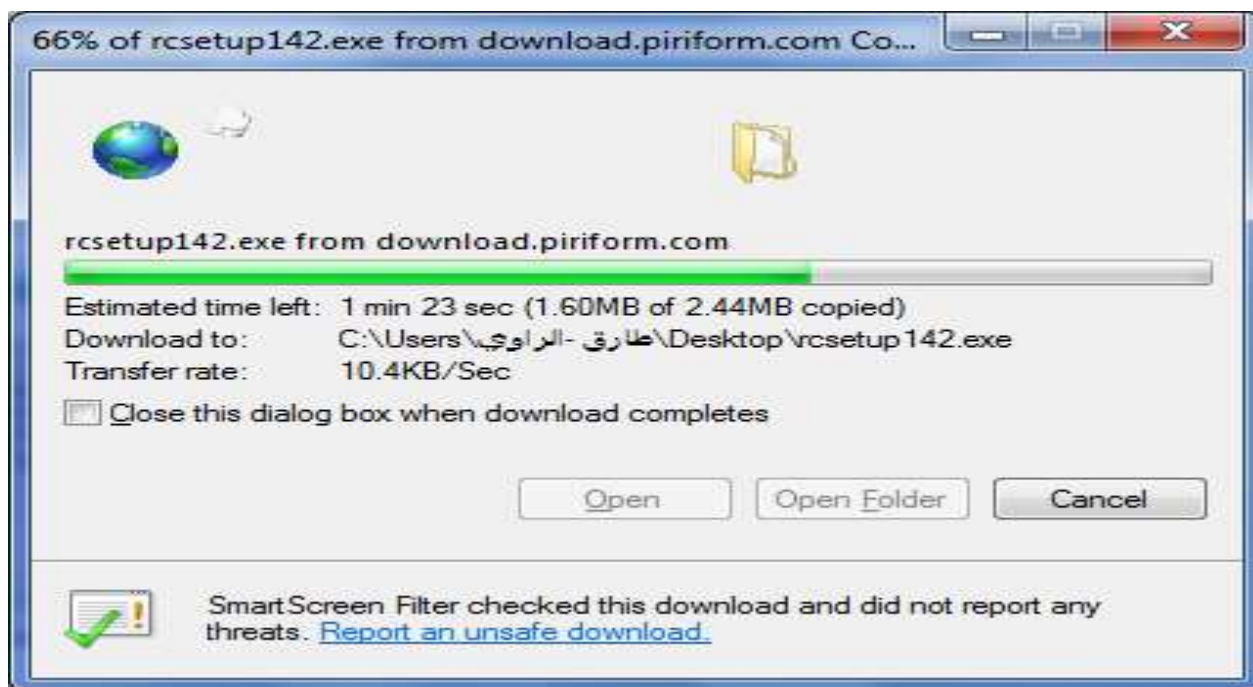 66% of rcsetup142.exe from download.piriform.com Co...
rcsetup142.exe from download.piriform.com
Estimated time left: 1 min 23 sec (1.60MB of 2.44MB copied)
Download to: C:\Users\طارق -الراوي\Desktop\rcsetup142.exe
Transfer rate: 10.4KB/Sec
Close this dialog box when download completes
Open Open Folder Cancel
SmartScreen Filter checked this download and did not report any
threats. Report an unsafe download.